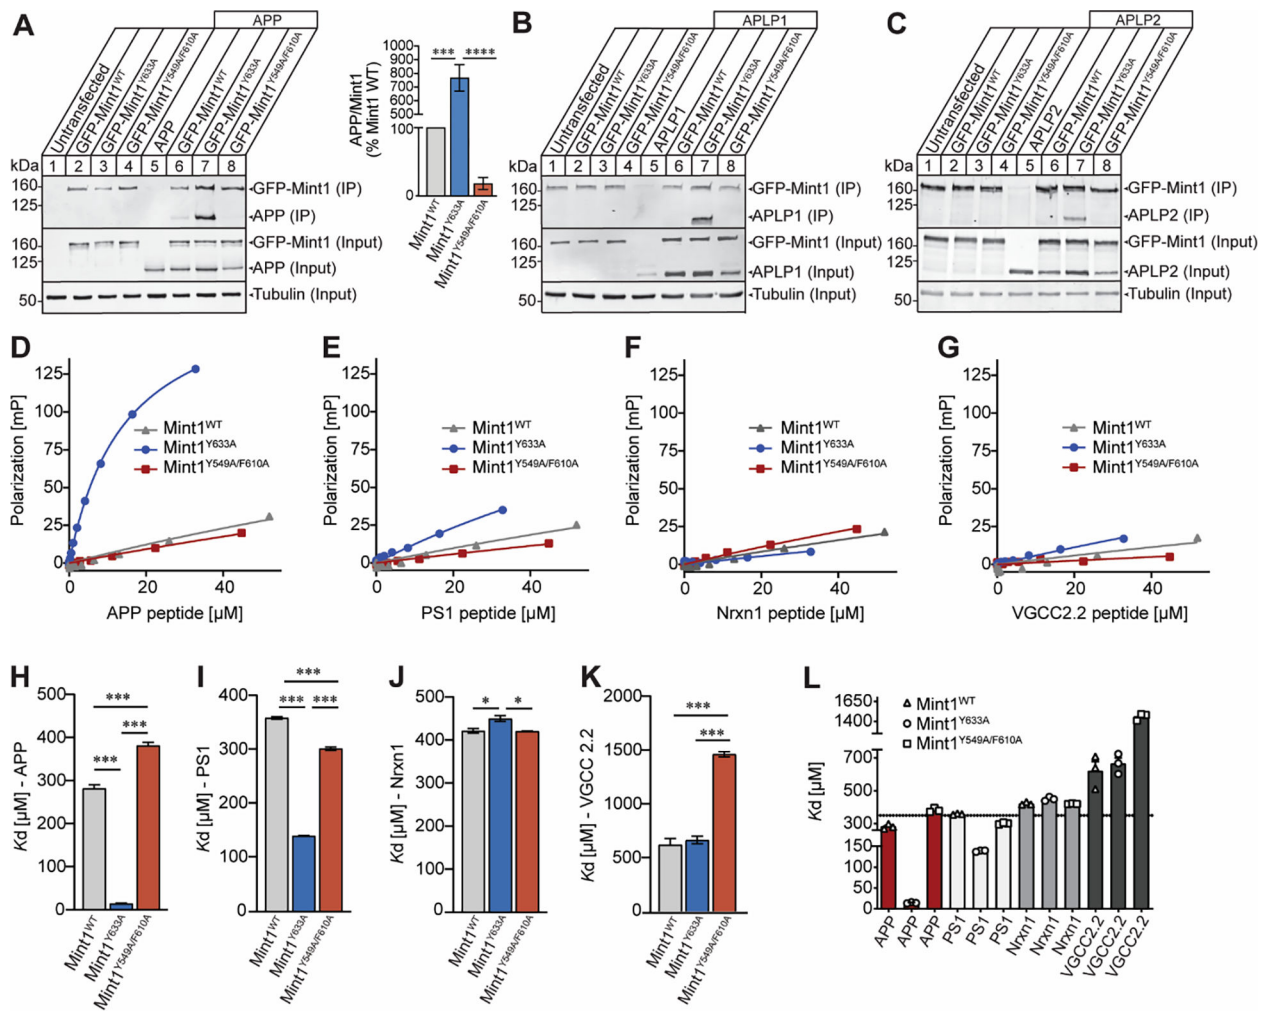 A
APP
Untransfected
GFP-Mint1WT
GFP-Mint1Y633A
GFP-Mint1Y549A/F610A
APP
GFP-Mint1WT
GFP-Mint1Y633A
GFP-Mint1Y549A/F610A
kDa 1 2 3 4 5 6 7 8
160 GFP-Mint1 (IP)
125 APP (IP)
160 GFP-Mint1 (Input)
125 APP (Input)
50 Tubulin (Input)
APP/Mint1
(% Mint1 WT)
1000
900
800
700
600
500
100
0
*** ****
Mint1WT
Mint1Y633A
Mint1Y549A/F610A
B
APLP1
Untransfected
GFP-Mint1WT
GFP-Mint1Y633A
GFP-Mint1Y549A/F610A
APLP1
GFP-Mint1WT
GFP-Mint1Y633A
GFP-Mint1Y549A/F610A
kDa 1 2 3 4 5 6 7 8
160 GFP-Mint1 (IP)
125 APLP1 (IP)
160 GFP-Mint1 (Input)
125 APLP1 (Input)
50 Tubulin (Input)
C
APLP2
Untransfected
GFP-Mint1WT
GFP-Mint1Y633A
GFP-Mint1Y549A/F610A
APLP2
GFP-Mint1WT
GFP-Mint1Y633A
GFP-Mint1Y549A/F610A
kDa 1 2 3 4 5 6 7 8
160 GFP-Mint1 (IP)
125 APLP2 (IP)
160 GFP-Mint1 (Input)
125 APLP2 (Input)
50 Tubulin (Input)
D
Polarization [mP]
125
100
75
50
25
0
Mint1WT
Mint1Y633A
Mint1Y549A/F610A
0 20 40
APP peptide [µM]
E
Polarization [mP]
125
100
75
50
25
0
Mint1WT
Mint1Y633A
Mint1Y549A/F610A
0 20 40
PS1 peptide [µM]
F
Polarization [mP]
125
100
75
50
25
0
Mint1WT
Mint1Y633A
Mint1Y549A/F610A
0 20 40
Nrxn1 peptide [µM]
G
Polarization [mP]
125
100
75
50
25
0
Mint1WT
Mint1Y633A
Mint1Y549A/F610A
0 20 40
VGCC2.2 peptide [µM]
H
Kd [µM] - APP
500
400
300
200
100
0
***
***
***
Mint1WT
Mint1Y633A
Mint1Y549A/F610A
I
Kd [µM] - PS1
400
300
200
100
0
***
*** ***
Mint1WT
Mint1Y633A
Mint1Y549A/F610A
J
Kd [µM] - Nrxn1
500
400
300
200
100
0
* *
Mint1WT
Mint1Y633A
Mint1Y549A/F610A
K
Kd [µM] - VGCC 2.2
2000
1500
1000
500
0
***
***
Mint1WT
Mint1Y633A
Mint1Y549A/F610A
L
Kd [µM]
1650
1400
700
500
300
150
100
50
0
Mint1WT
Mint1Y633A
Mint1Y549A/F610A
APP
APP
APP
PS1
PS1
PS1
Nrxn1
Nrxn1
Nrxn1
VGCC2.2
VGCC2.2
VGCC2.2